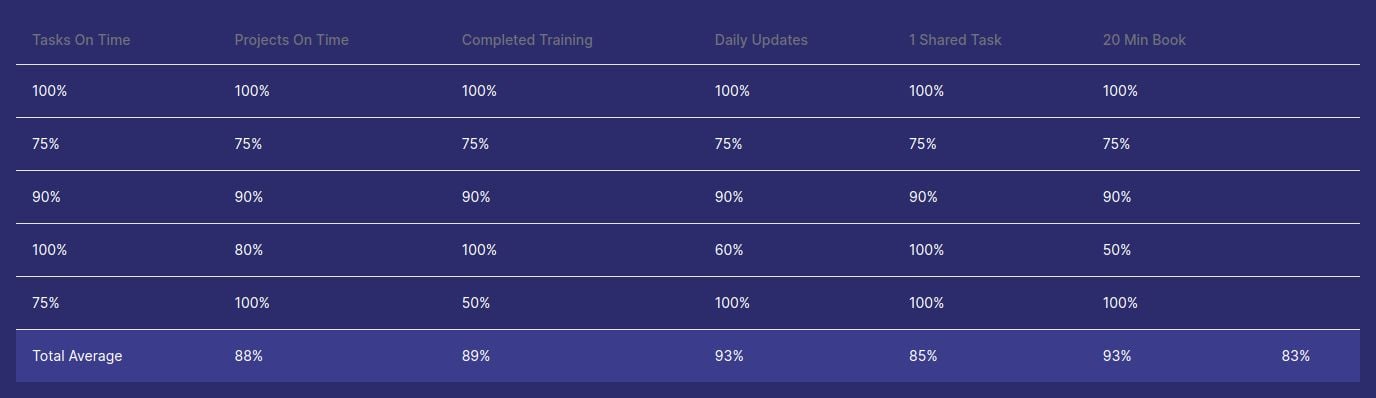 Tasks On Time Projects On Time Completed Training Daily Updates 1 Shared Task 20 Min Book
100% 100% 100% 100% 100% 100%
75% 75% 75% 75% 75% 75%
90% 90% 90% 90% 90% 90%
100% 80% 100% 60% 100% 50%
75% 100% 50% 100% 100% 100%
Total Average 88% 89% 93% 85% 93% 83%